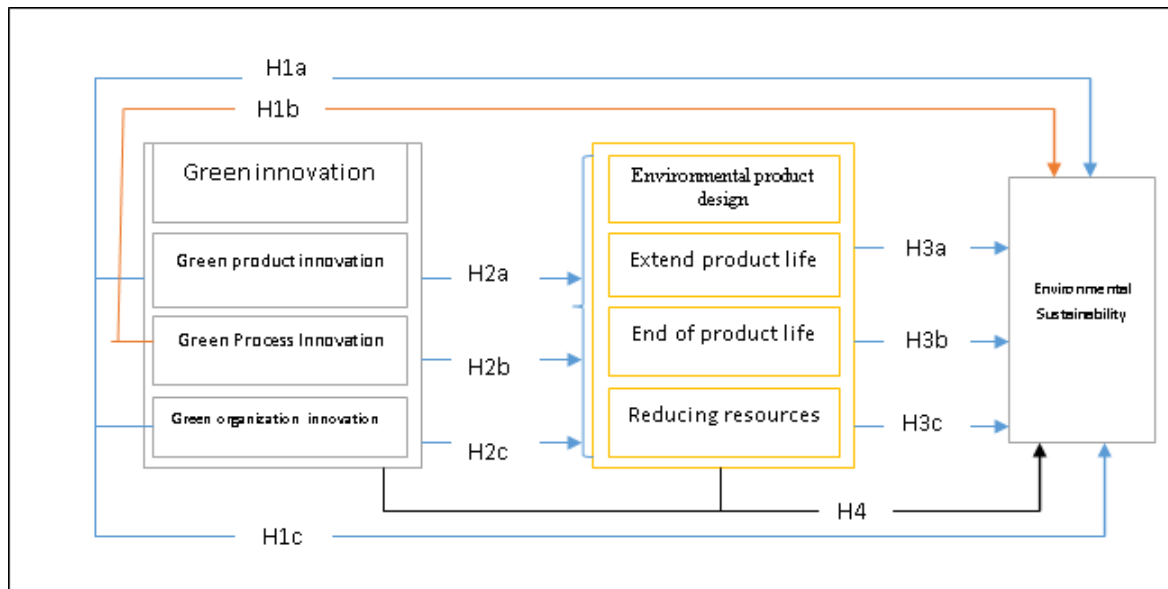 H1a
H1b
Green innovation
Green product innovation
Green Process Innovation
Green organization innovation
H2a
H2b
H2c
Environmental product
design
Extend product life
End of product life
Reducing resources
H3a
H3b
H3c
Environmental
Sustainability
H4
H1c